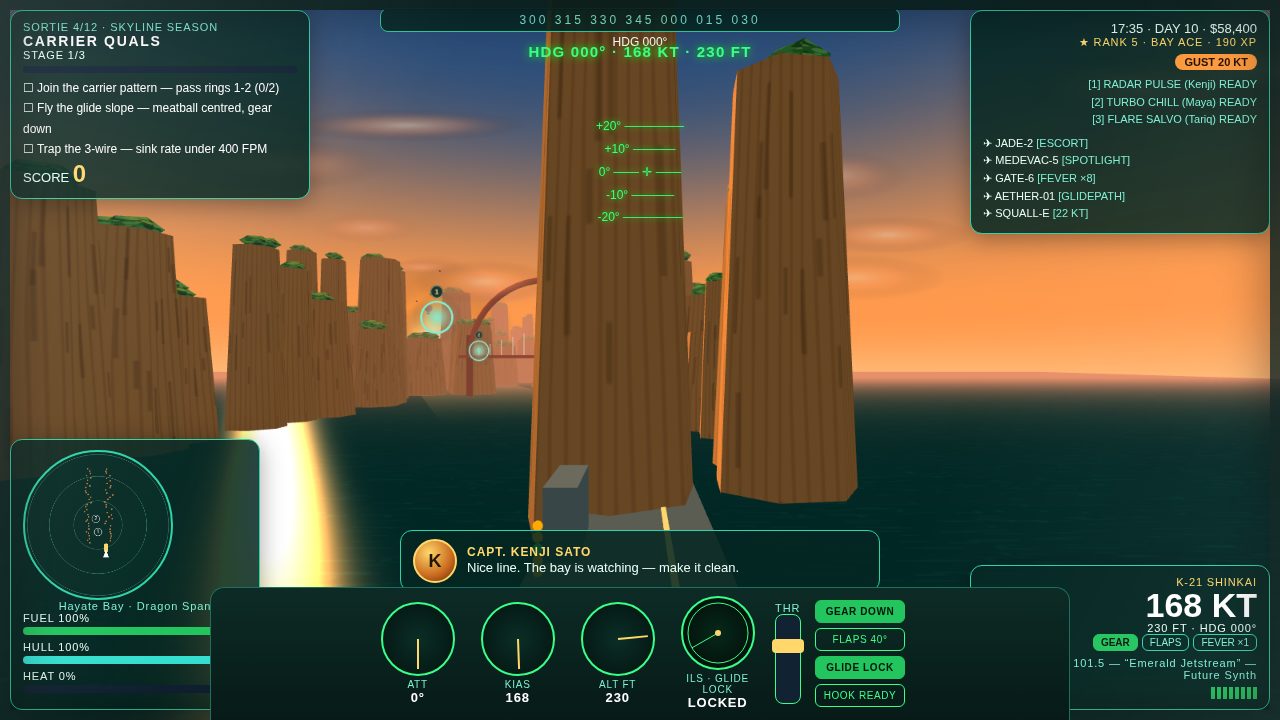 SORTIE 4/12 · SKYLINE SEASON
CARRIER QUALS
STAGE 1/3
☐ Join the carrier pattern — pass rings 1-2 (0/2)
☐ Fly the glide slope — meatball centred, gear
down
☐ Trap the 3-wire — sink rate under 400 FPM
SCORE 0
300 315 330 345 000 015 030
HDG 000°
HDG 000° · 168 KT · 230 FT
+20°
+10°
0°
-10°
-20°
17:35 · DAY 10 · $58,400
★ RANK 5 · BAY ACE · 190 XP
GUST 20 KT
[1] RADAR PULSE (Kenji) READY
[2] TURBO CHILL (Maya) READY
[3] FLARE SALVO (Tariq) READY
✈ JADE-2 [ESCORT]
✈ MEDEVAC-5 [SPOTLIGHT]
✈ GATE-6 [FEVER ×8]
✈ AETHER-01 [GLIDEPATH]
✈ SQUALL-E [22 KT]
1
Hayate Bay · Dragon Span
FUEL 100%
HULL 100%
HEAT 0%
K
CAPT. KENJI SATO
Nice line. The bay is watching — make it clean.
ATT
0°
KIAS
168
ALT FT
230
ILS · GLIDE
LOCK
LOCKED
THR
GEAR DOWN
FLAPS 40°
GLIDE LOCK
HOOK READY
K-21 SHINKAI
168 KT
230 FT · HDG 000°
GEAR FLAPS FEVER ×1
101.5 — “Emerald Jetstream” —
Future Synth